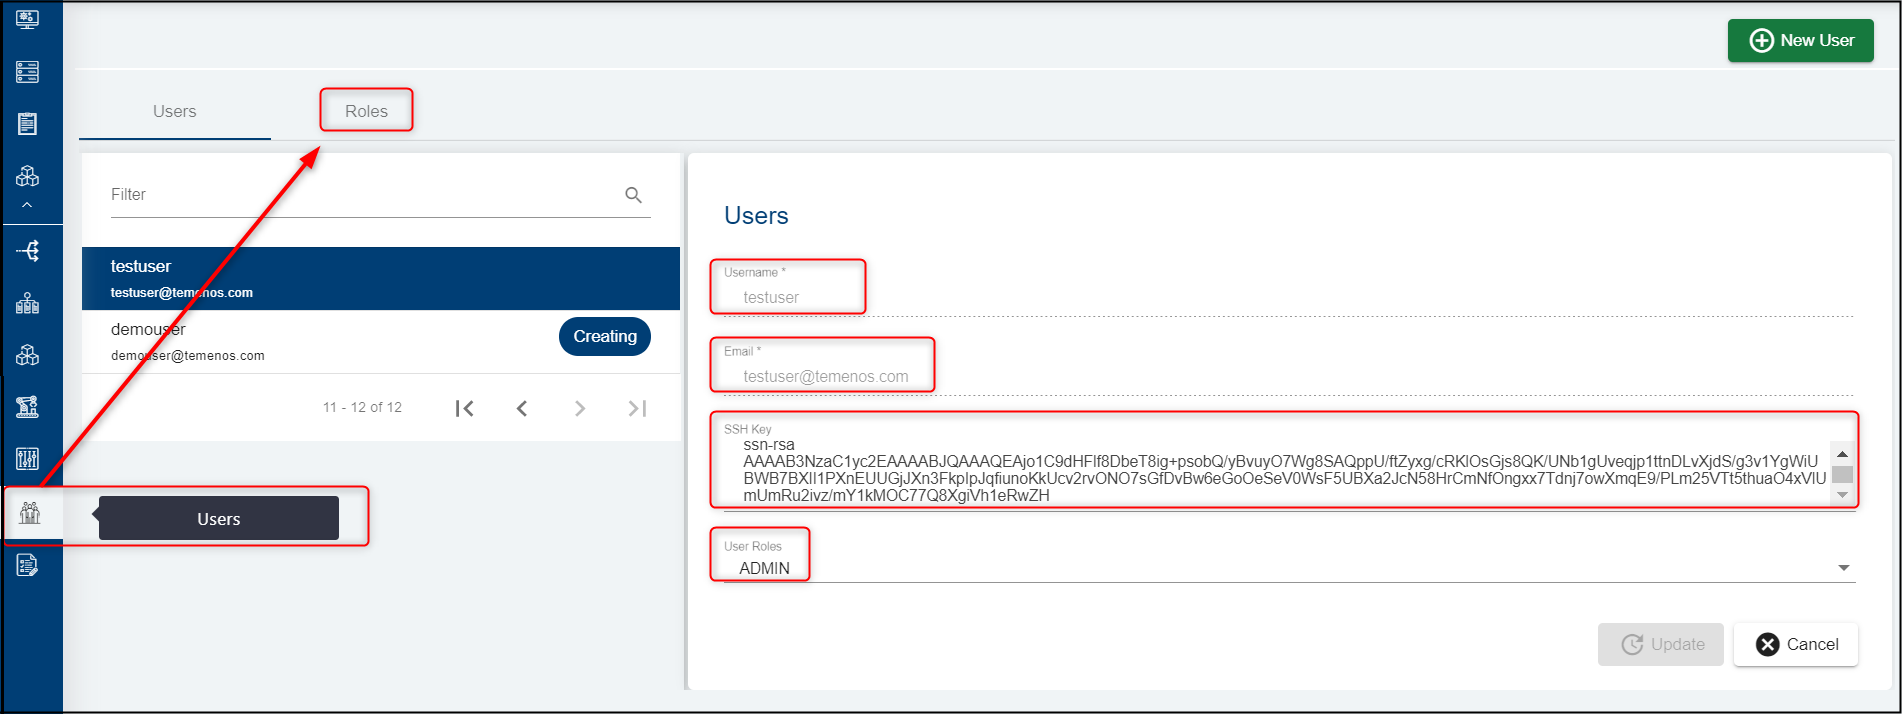 New User
Users
Roles
Filter
testuser
testuser@temenos.com
demouser
demouser@temenos.com
Creating
11 - 12 of 12
Users
Users
Username *
testuser
Email *
testuser@temenos.com
SSH Key
ssn-rsa
AAAAB3NzaC1yc2EAAAABJQAAAQEAjo1C9dHFlf8DbeT8ig+psobQ/yBvuyO7Wg8SAQppU/ftZyxg/cRKlOsGjs8QK/UNb1gUveqjp1ttnDLvXjdS/g3v1YgWiU
BWB7BXII1PXnEUUGjJXn3FkpIpJqfiunoKkUcv2rvONO7sGfDvBw6eGoOeSeV0WsF5UBXa2JcN58HrCmNfOngxx7Tdnj7owXmqE9/PLm25VTt5thuaO4xVlU
mUmRu2ivz/mY1kMOC77Q8XgiVh1eRwZH
User Roles
ADMIN
Update
Cancel